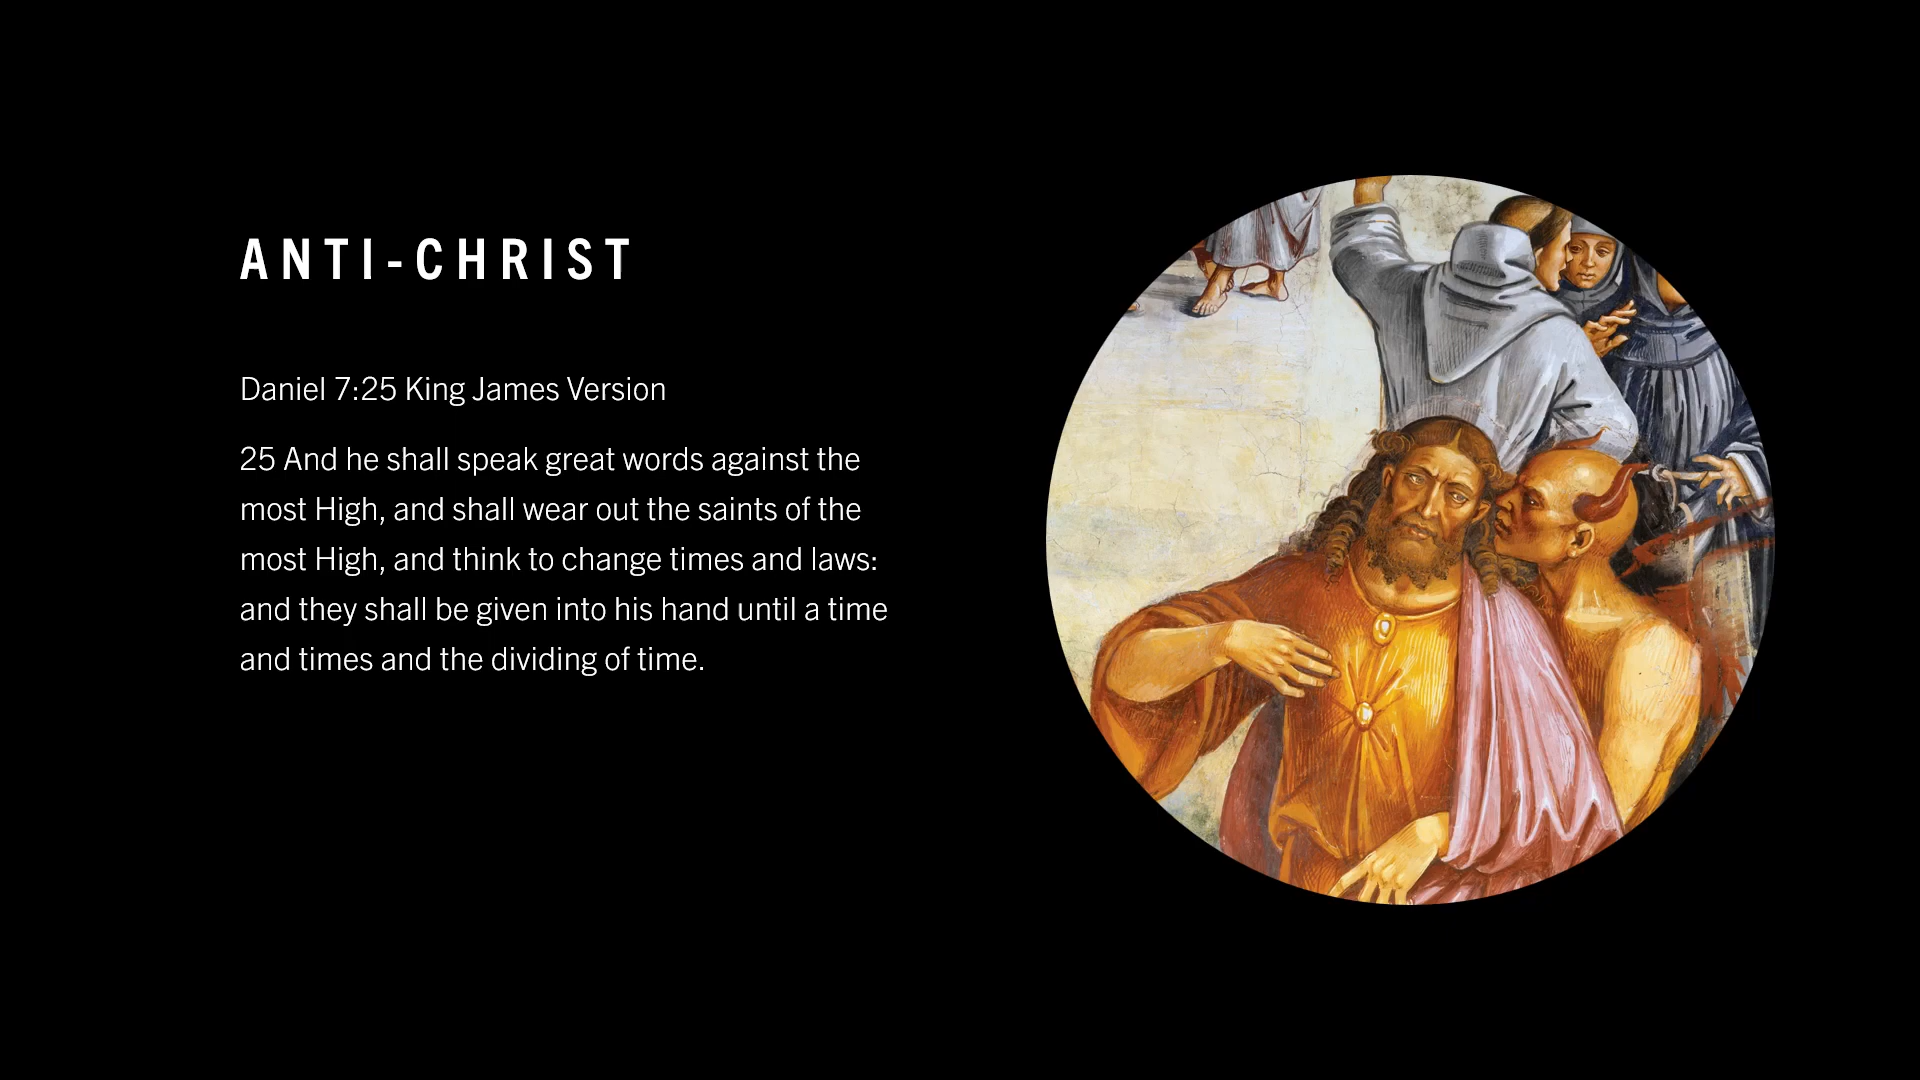 ANTI-CHRIST
Daniel 7:25 King James Version
25 And he shall speak great words against the
most High, and shall wear out the saints of the
most High, and think to change times and laws:
and they shall be given into his hand until a time
and times and the dividing of time.